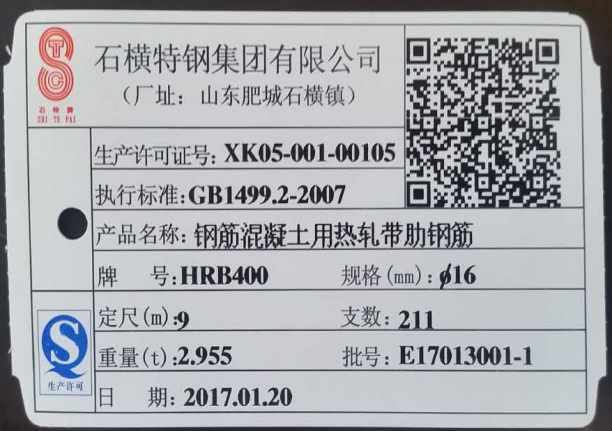 石横特钢集团有限公司
（厂址：山东肥城石横镇）
石特牌
SHI TE PAI
生产许可证号：XK05-001-00105
执行标准:GB1499.2-2007
产品名称：钢筋混凝土用热轧带肋钢筋
牌 号:HRB400 规格(mm)：ϕ16
定尺(m):9 支数：211
重量(t):2.955 批号：E17013001-1
生产许可
日 期：2017.01.20